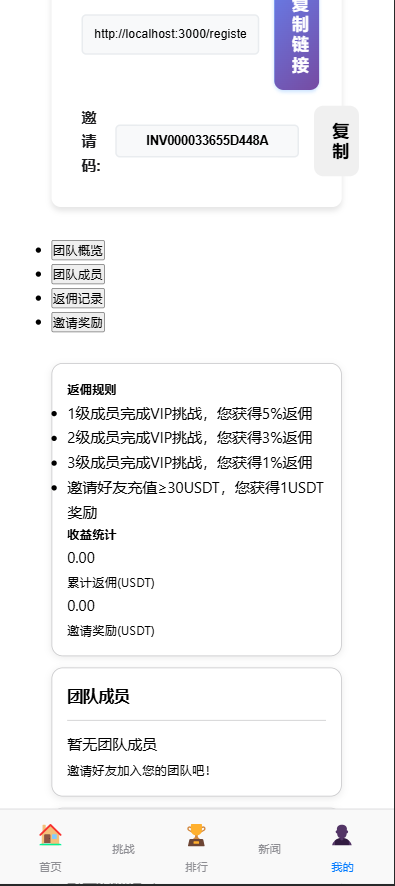 http://localhost:3000/registe
复
制
链
接
邀
请
码:
INV000033655D448A
复
制
团队概览
团队成员
返佣记录
邀请奖励
返佣规则
1级成员完成VIP挑战，您获得5%返佣
2级成员完成VIP挑战，您获得3%返佣
3级成员完成VIP挑战，您获得1%返佣
邀请好友充值≥30USDT，您获得1USDT
奖励
收益统计
0.00
累计返佣(USDT)
0.00
邀请奖励(USDT)
团队成员
暂无团队成员
邀请好友加入您的团队吧！
首页
挑战
排行
新闻
我的